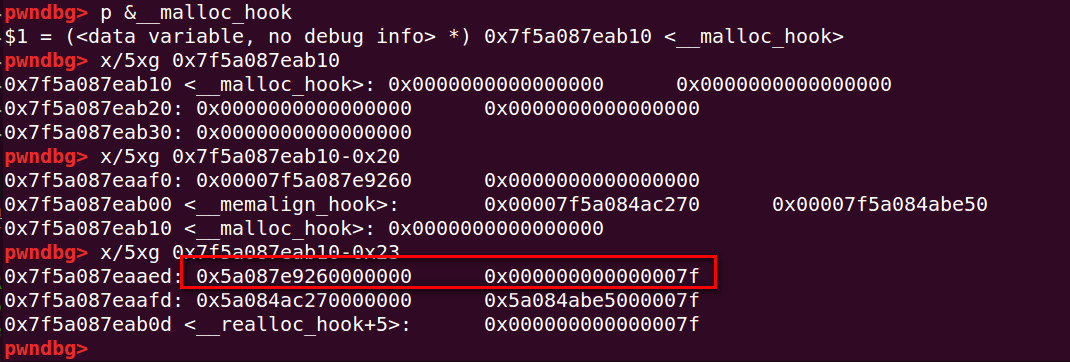 pwndbg> p &__malloc_hook
$1 = (<data variable, no debug info> *) 0x7f5a087eab10 <__malloc_hook>
pwndbg> x/5xg 0x7f5a087eab10
0x7f5a087eab10 <__malloc_hook>: 0x0000000000000000 0x0000000000000000
0x7f5a087eab20: 0x0000000000000000 0x0000000000000000
0x7f5a087eab30: 0x0000000000000000
pwndbg> x/5xg 0x7f5a087eab10-0x20
0x7f5a087eaaf0: 0x00007f5a087e9260 0x0000000000000000
0x7f5a087eab00 <__memalign_hook>: 0x00007f5a084ac270 0x00007f5a084abe50
0x7f5a087eab10 <__malloc_hook>: 0x0000000000000000
pwndbg> x/5xg 0x7f5a087eab10-0x23
0x7f5a087eaaed: 0x5a087e9260000000 0x000000000000007f
0x7f5a087eaafd: 0x5a084ac270000000 0x5a084abe5000007f
0x7f5a087eab0d <__realloc_hook+5>: 0x000000000000007f
pwndbg>